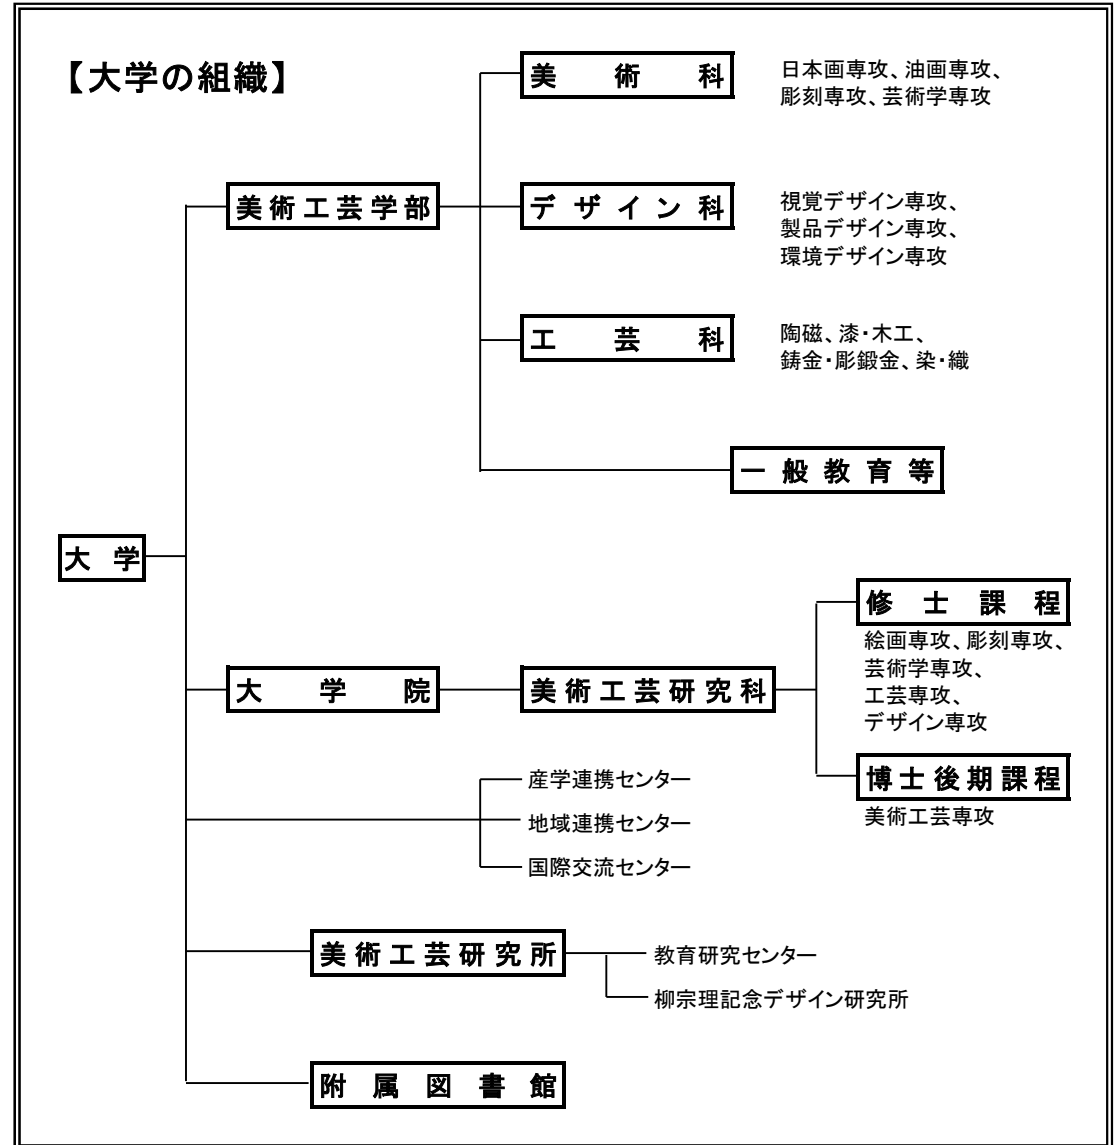 【大学の組織】
美術科
日本画専攻、油画専攻、
彫刻専攻、芸術学専攻
美術工芸学部
デザイン科
視覚デザイン専攻、
製品デザイン専攻、
環境デザイン専攻
工芸科
陶磁、漆・木工、
鋳金・彫鍛金、染・織
一般教育等
大学
大学院
美術工芸研究科
修士課程
絵画専攻、彫刻専攻、
芸術学専攻、
工芸専攻、
デザイン専攻
博士後期課程
美術工芸専攻
産学連携センター
地域連携センター
国際交流センター
美術工芸研究所
教育研究センター
柳宗理記念デザイン研究所
附属図書館